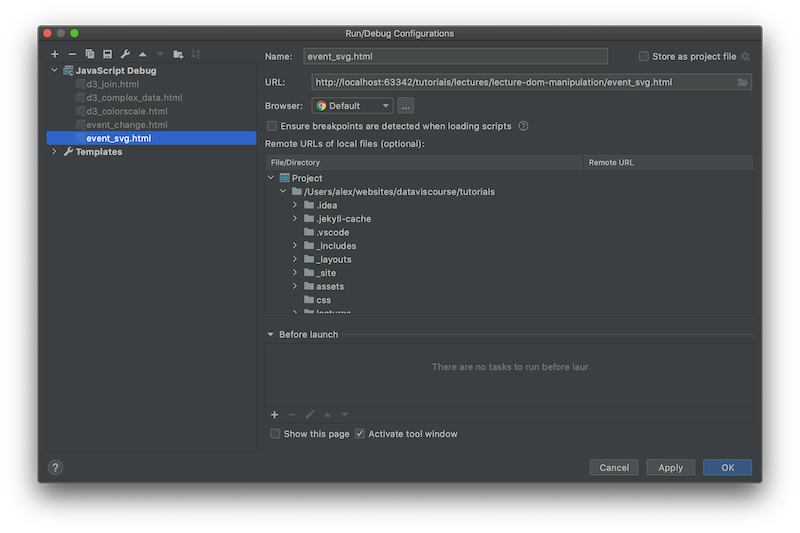 Run/Debug Configurations
JavaScript Debug
d3_join.html
d3_complex_data.html
d3_colorscale.html
event_change.html
event_svg.html
Templates
Name: event_svg.html Store as project file
URL: http://localhost:63342/tutorials/lectures/lecture-dom-manipulation/event_svg.html
Browser: Default ...
Ensure breakpoints are detected when loading scripts ?
Remote URLs of local files (optional):
File/Directory Remote URL
Project
/Users/alex/websites/dataviscourse/tutorials
.idea
.jekyll-cache
.vscode
_includes
_layouts
_site
assets
css
lectures
Before launch
There are no tasks to run before laur
Show this page Activate tool window
? Cancel Apply OK